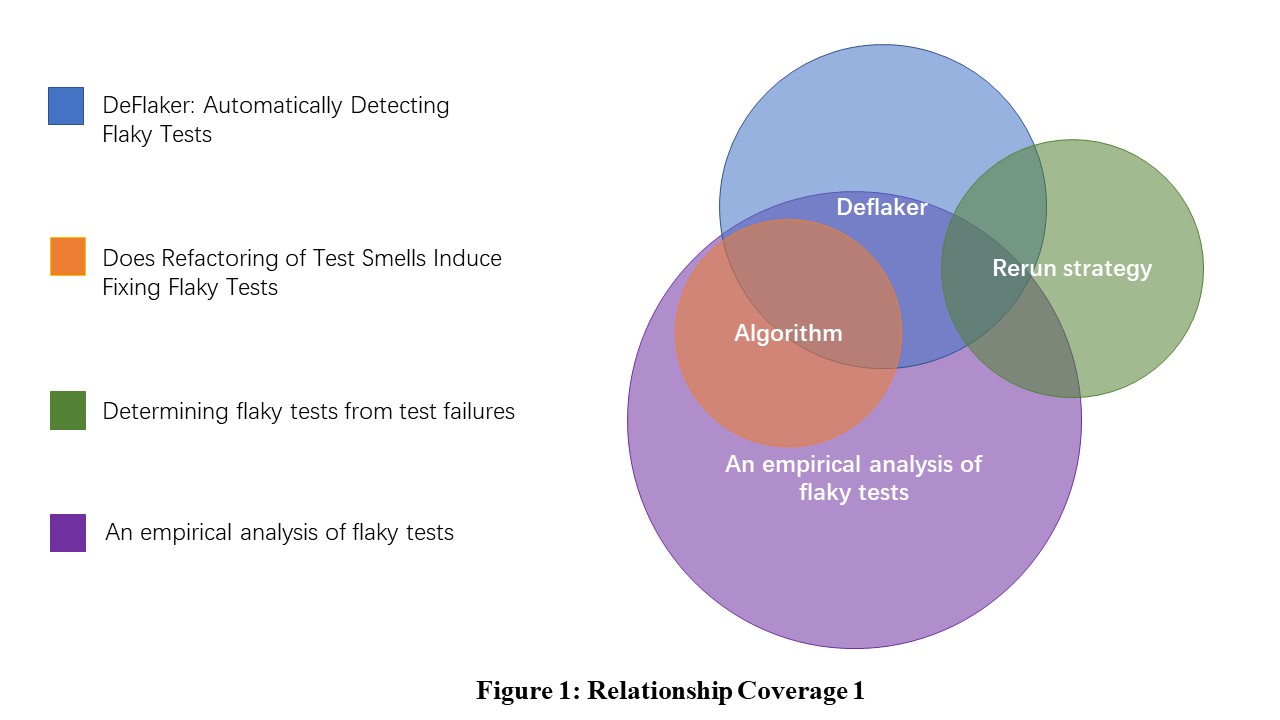 DeFlaker: Automatically Detecting
Flaky Tests
Does Refactoring of Test Smells Induce
Fixing Flaky Tests
Determining flaky tests from test failures
An empirical analysis of flaky tests
Deflaker
Rerun strategy
Algorithm
An empirical analysis of
flaky tests
Figure 1: Relationship Coverage 1